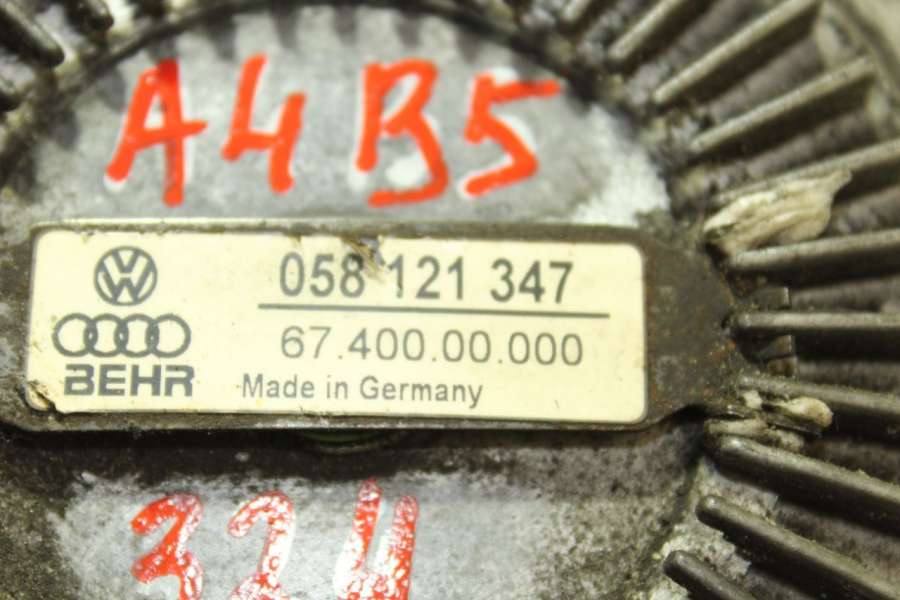 A4B5
058 121 347
67.400.00.000
BEHR
Made in Germany
324